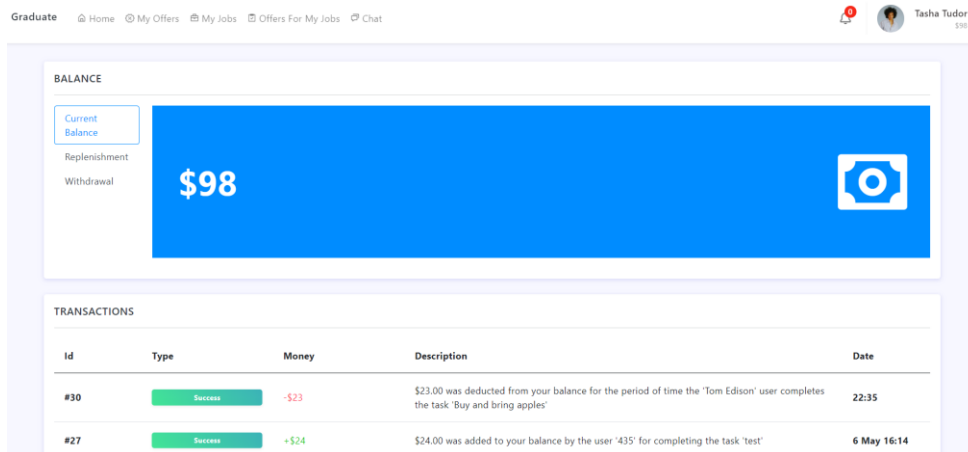 Graduate Home My Offers My Jobs Offers For My Jobs Chat 0 Tasha Tudor
$98
BALANCE
Current
Balance
Replenishment
Withdrawal
$98
TRANSACTIONS
Id Type Money Description Date
#30 Success -$23 $23.00 was deducted from your balance for the period of time the 'Tom Edison' user completes
the task 'Buy and bring apples' 22:35
#27 Success +$24 $24.00 was added to your balance by the user '435' for completing the task 'test' 6 May 16:14